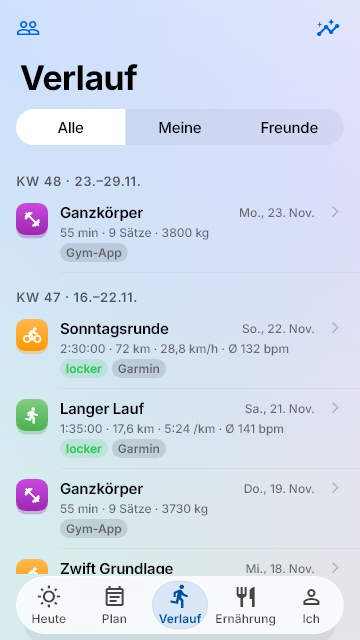 Verlauf
Alle Meine Freunde
KW 48 · 23.–29.11.
Ganzkörper Mo., 23. Nov.
55 min · 9 Sätze · 3800 kg
Gym-App
KW 47 · 16.–22.11.
Sonntagsrunde So., 22. Nov.
2:30:00 · 72 km · 28,8 km/h · Ø 132 bpm
locker Garmin
Langer Lauf Sa., 21. Nov.
1:35:00 · 17,6 km · 5:24 /km · Ø 141 bpm
locker Garmin
Ganzkörper Do., 19. Nov.
55 min · 9 Sätze · 3730 kg
Gym-App
Zwift Grundlage Mi., 18. Nov.
Heute Plan Verlauf Ernährung Ich